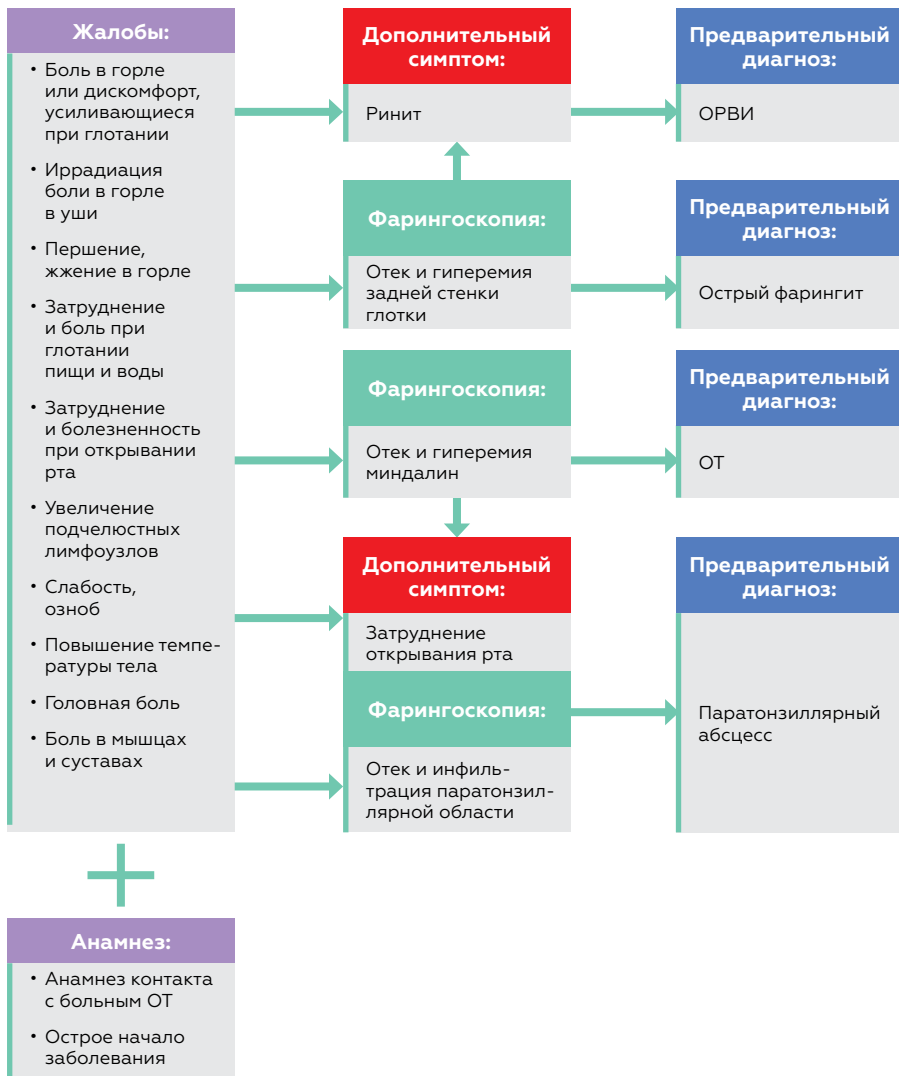 Жалобы:
• Боль в горле
или дискомфорт,
усиливающиеся
при глотании
• Иррадиация
боли в горле
в уши
• Першение,
жжение в горле
• Затруднение
и боль при
глотании
пищи и воды
• Затруднение
и болезненность
при открывании
рта
• Увеличение
подчелюстных
лимфоузлов
• Слабость,
озноб
• Повышение темпе-
ратуры тела
• Головная боль
• Боль в мышцах
и суставах
Анамнез:
• Анамнез контакта
с больным ОТ
• Острое начало
заболевания
Дополнительный
симптом:
Ринит
Предварительный
диагноз:
ОРВИ
Фарингоскопия:
Отек и гиперемия
задней стенки
глотки
Предварительный
диагноз:
Острый фарингит
Фарингоскопия:
Отек и гиперемия
миндалин
Предварительный
диагноз:
ОТ
Дополнительный
симптом:
Затруднение
открывания рта
Фарингоскопия:
Отек и инфиль-
трация паратонзил-
лярной области
Предварительный
диагноз:
Паратонзиллярный
абсцесс